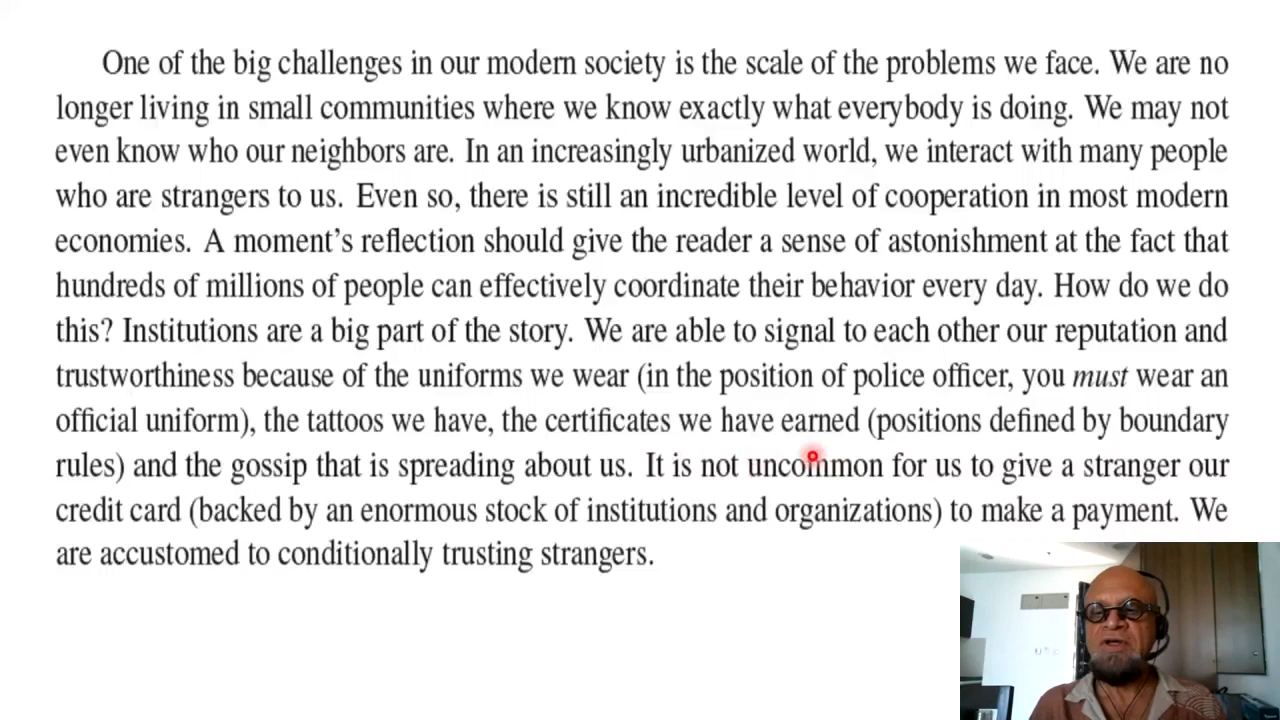 One of the big challenges in our modern society is the scale of the problems we face. We are no
longer living in small communities where we know exactly what everybody is doing. We may not
even know who our neighbors are. In an increasingly urbanized world, we interact with many people
who are strangers to us. Even so, there is still an incredible level of cooperation in most modern
economies. A moment's reflection should give the reader a sense of astonishment at the fact that
hundreds of millions of people can effectively coordinate their behavior every day. How do we do
this? Institutions are a big part of the story. We are able to signal to each other our reputation and
trustworthiness because of the uniforms we wear (in the position of police officer, you must wear an
official uniform), the tattoos we have, the certificates we have earned (positions defined by boundary
rules) and the gossip that is spreading about us. It is not uncommon for us to give a stranger our
credit card (backed by an enormous stock of institutions and organizations) to make a payment. We
are accustomed to conditionally trusting strangers.